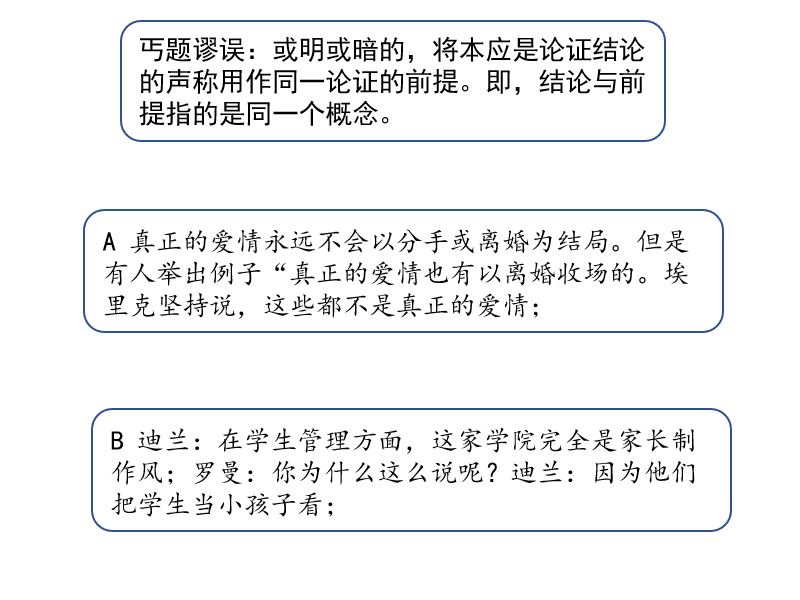 丐题谬误：或明或暗的，将本应是论证结论
的声称用作同一论证的前提。即，结论与前
提指的是同一个概念。
A 真正的爱情永远不会以分手或离婚为结局。但是
有人举出例子“真正的爱情也有以离婚收场的。埃
里克坚持说，这些都不是真正的爱情；
B 迪兰：在学生管理方面，这家学院完全是家长制
作风；罗曼：你为什么这么说呢？迪兰：因为他们
把学生当小孩子看；